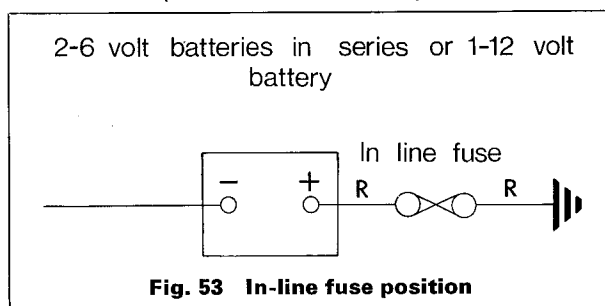 2-6 volt batteries in series or 1-12 volt
battery
In line fuse
- + R R
Fig. 53 In-line fuse position